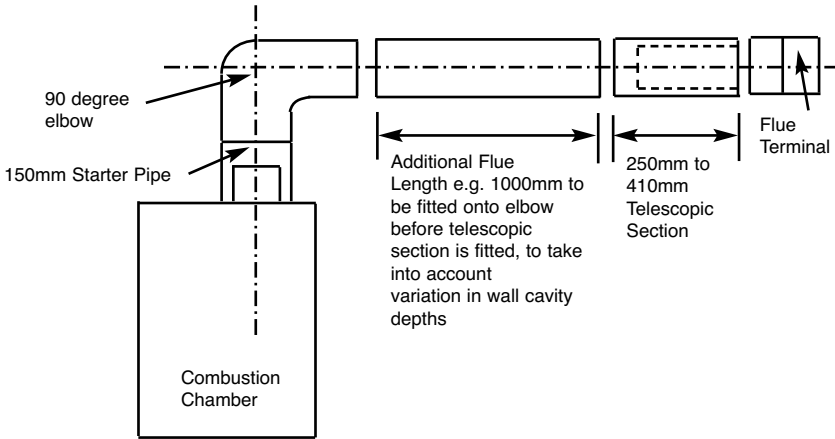 90 degree
elbow
150mm Starter Pipe
Combustion
Chamber
Additional Flue
Length e.g. 1000mm to
be fitted onto elbow
before telescopic
section is fitted, to take
into account
variation in wall cavity
depths
250mm to
410mm
Telescopic
Section
Flue
Terminal